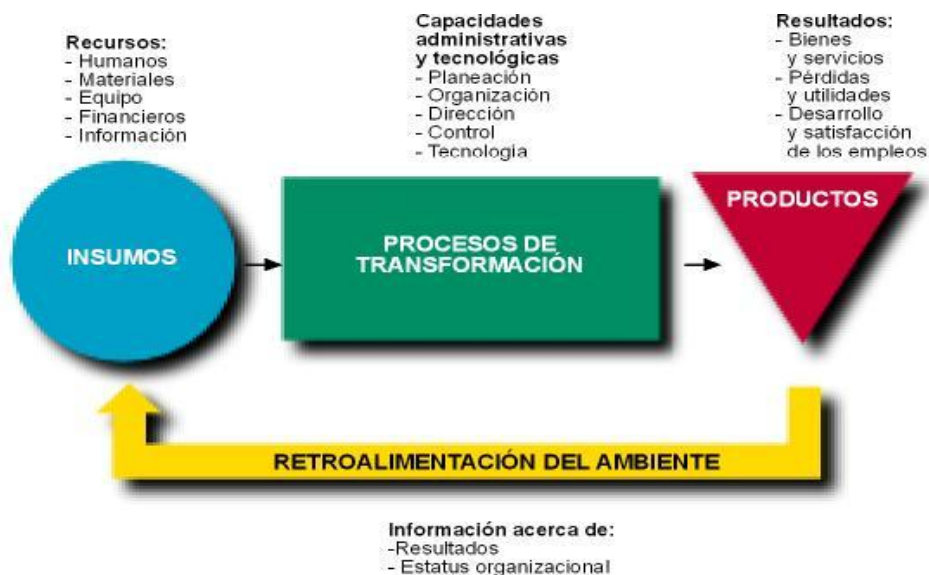 Recursos:
- Humanos
- Materiales
- Equipo
- Financieros
- Información
Capacidades
administrativas
y tecnológicas
- Planeación
- Organización
- Dirección
- Control
- Tecnologia
Resultados:
- Bienes
y servicios
- Pérdidas
y utilidades
- Desarrollo
y satisfacción
de los empleos
INSUMOS
PROCESOS DE
TRANSFORMACIÓN
PRODUCTOS
RETROALIMENTACIÓN DEL AMBIENTE
Información acerca de:
-Resultados
- Estatus organizacional